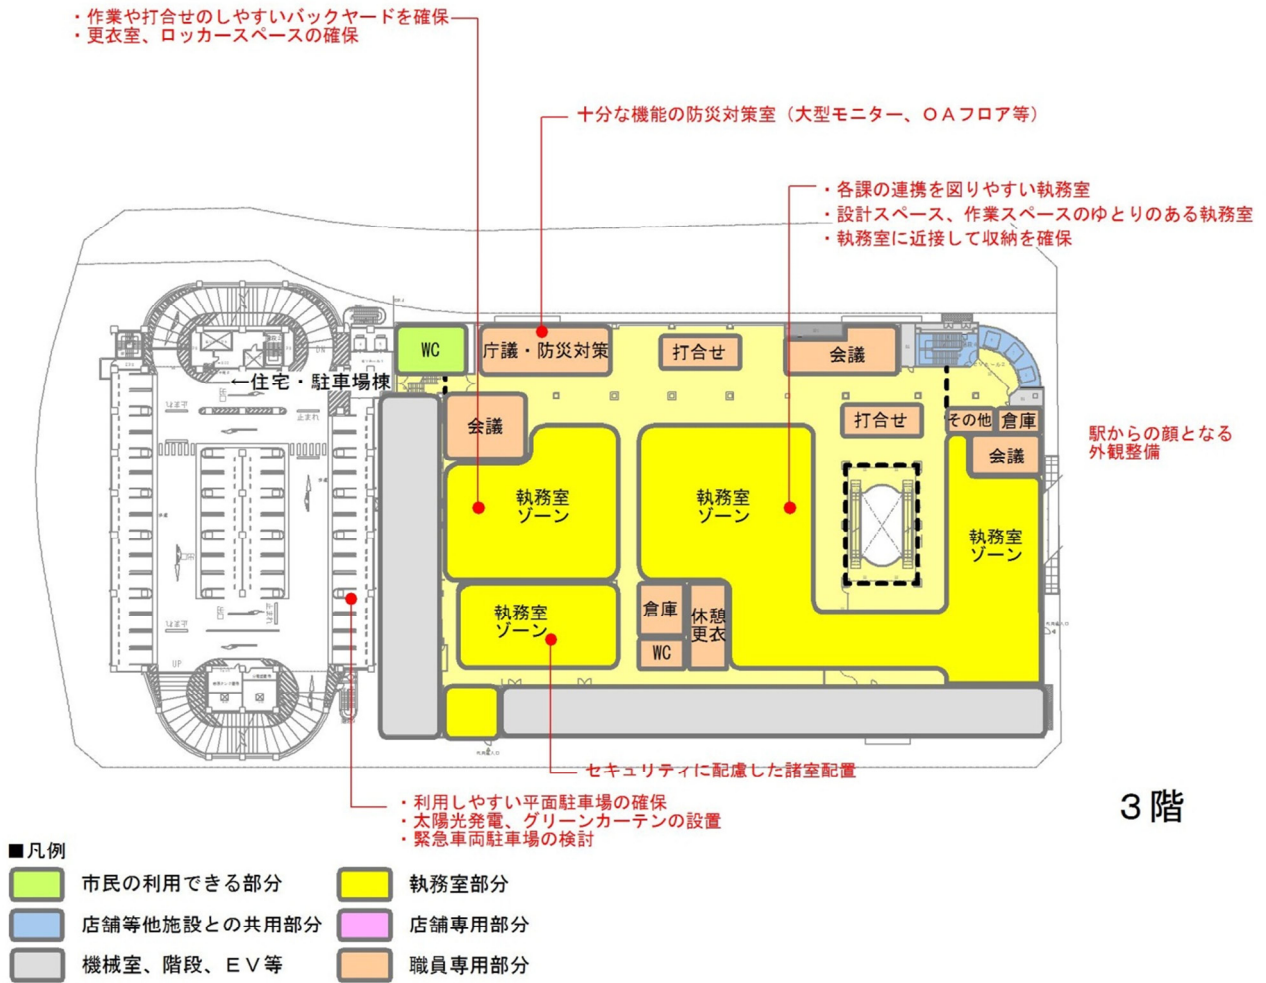 ・作業や打合せのしやすいバックヤードを確保
・更衣室、ロッカースペースの確保
十分な機能の防災対策室（大型モニター、ＯＡフロア等）
・各課の連携を図りやすい執務室
・設計スペース、作業スペースのゆとりのある執務室
・執務室に近接して収納を確保
WC
庁議・防災対策
打合せ
会議
←住宅・駐車場棟
会議
打合せ
その他
倉庫
会議
駅からの顔となる
外観整備
執務室
ゾーン
執務室
ゾーン
執務室
ゾーン
執務室
ゾーン
倉庫
休憩
更衣
WC
止まれ
止まれ
止まれ
止まれ
DN
UP
セキュリティに配慮した諸室配置
・利用しやすい平面駐車場の確保
・太陽光発電、グリーンカーテンの設置
・緊急車両駐車場の検討
３階
■凡例
市民の利用できる部分
執務室部分
店舗等他施設との共用部分
店舗専用部分
機械室、階段、ＥＶ等
職員専用部分